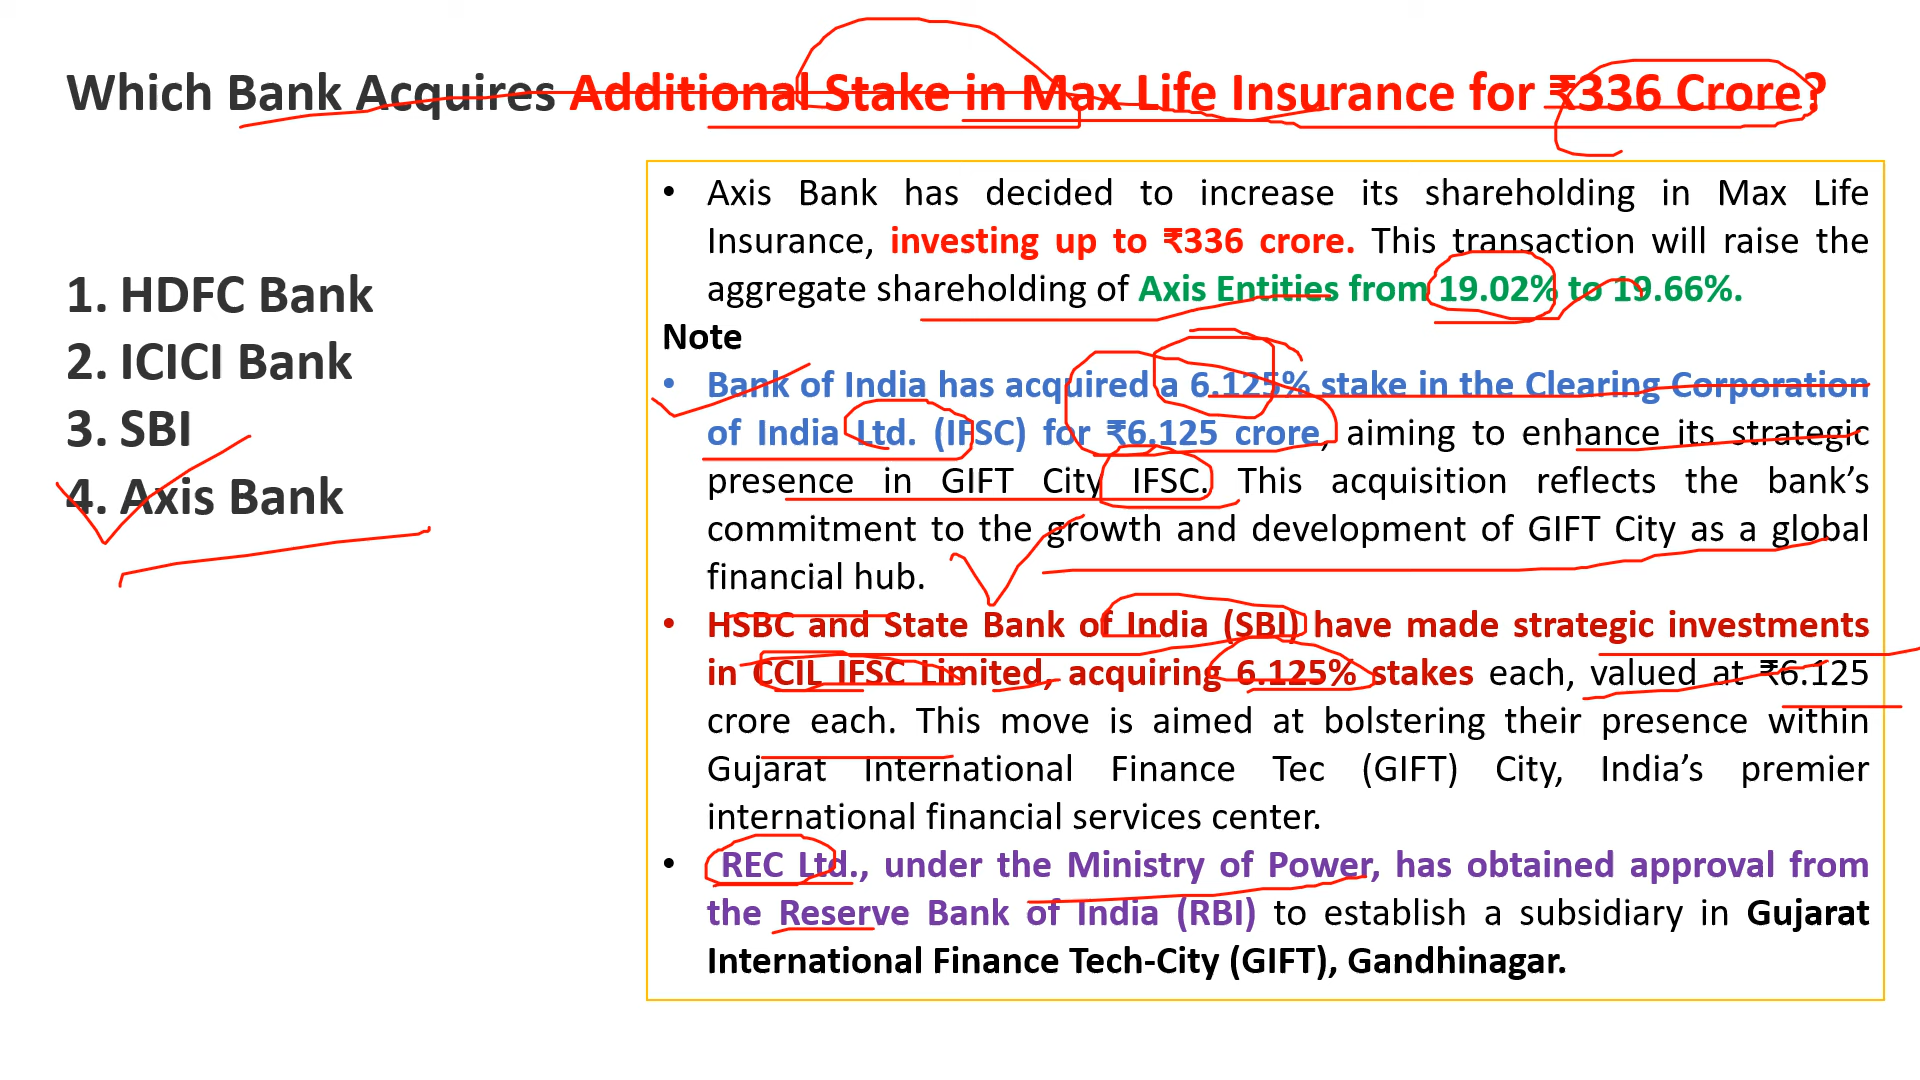 Which Bank Acquires Additional Stake in Max Life Insurance for ₹336 Crore?
1. HDFC Bank
2. ICICI Bank
3. SBI
4. Axis Bank
• Axis Bank has decided to increase its shareholding in Max Life
Insurance, investing up to ₹336 crore. This transaction will raise the
aggregate shareholding of Axis Entities from 19.02% to 19.66%.
Note
• Bank of India has acquired a 6.125% stake in the Clearing Corporation
of India Ltd. (IFSC) for ₹6.125 crore, aiming to enhance its strategic
presence in GIFT City IFSC. This acquisition reflects the bank’s
commitment to the growth and development of GIFT City as a global
financial hub.
• HSBC and State Bank of India (SBI) have made strategic investments
in CCIL IFSC Limited, acquiring 6.125% stakes each, valued at ₹6.125
crore each. This move is aimed at bolstering their presence within
Gujarat International Finance Tec (GIFT) City, India’s premier
international financial services center.
• REC Ltd., under the Ministry of Power, has obtained approval from
the Reserve Bank of India (RBI) to establish a subsidiary in Gujarat
International Finance Tech-City (GIFT), Gandhinagar.